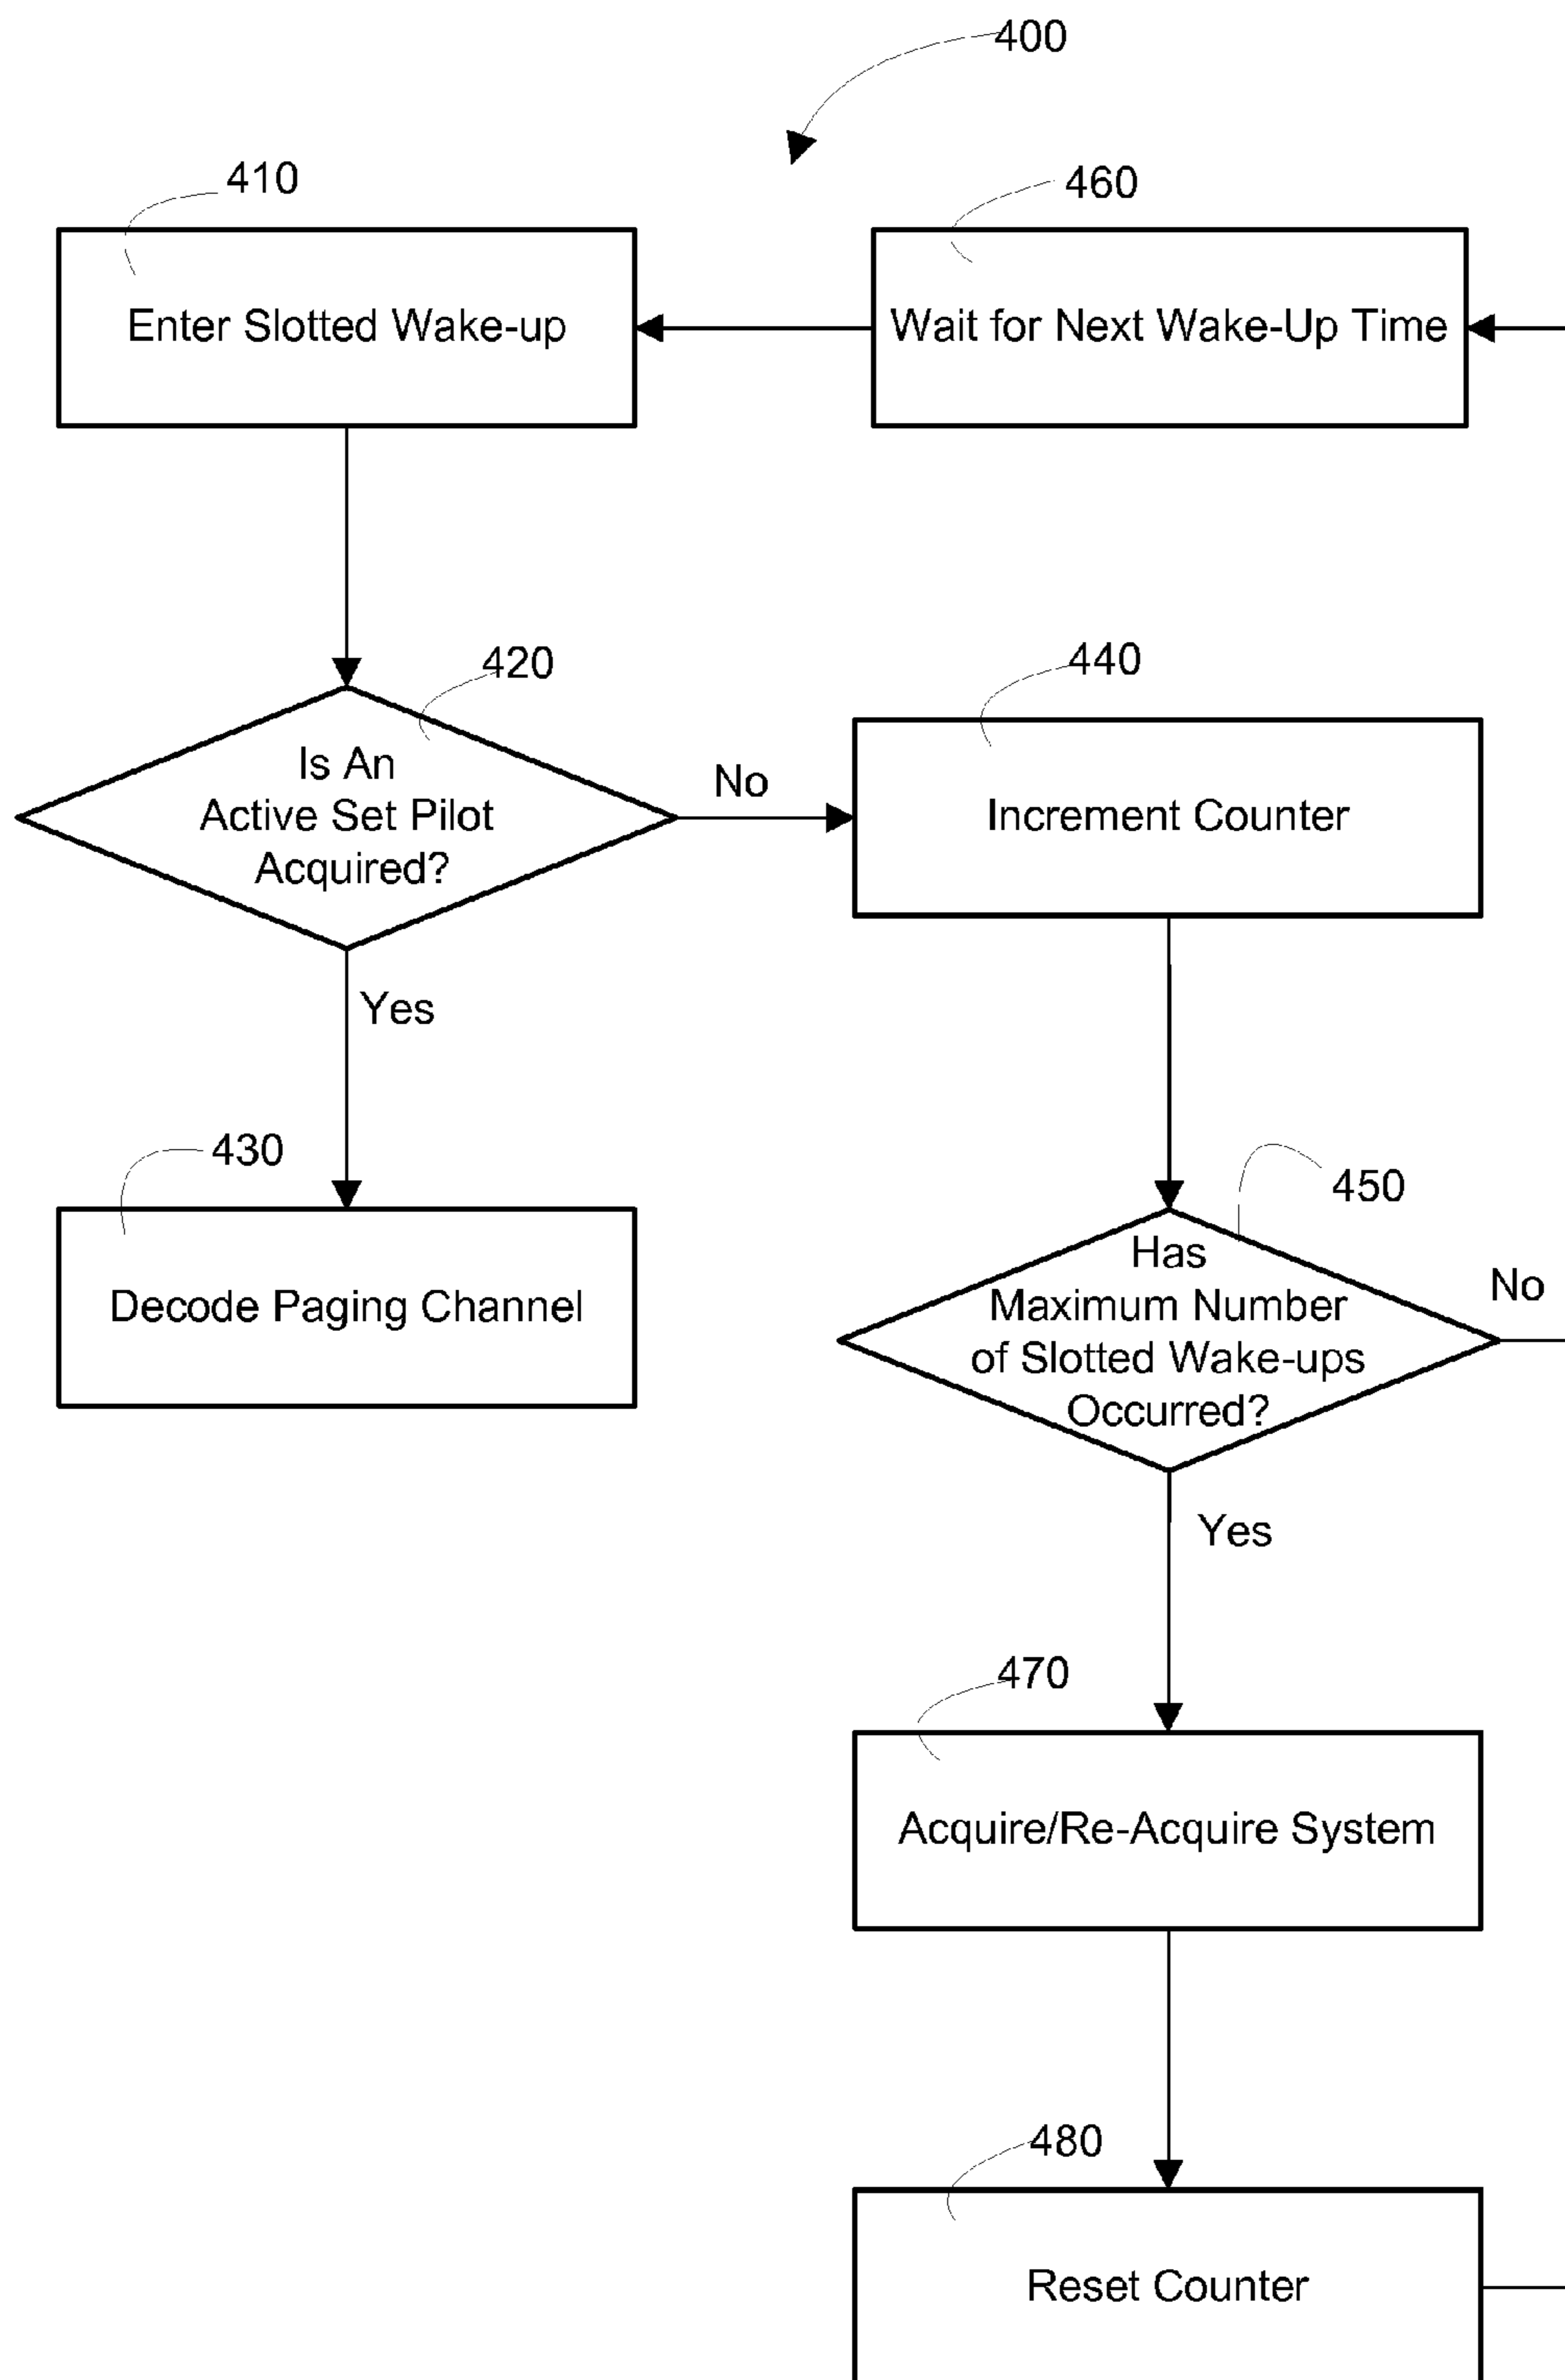 400
410
460
Enter Slotted Wake-up
Wait for Next Wake-Up Time
420
440
Is An
Active Set Pilot
Acquired?
No
Increment Counter
Yes
430
450
Decode Paging Channel
Has
Maximum Number
of Slotted Wake-ups
Occurred?
No
Yes
470
Acquire/Re-Acquire System
480
Reset Counter